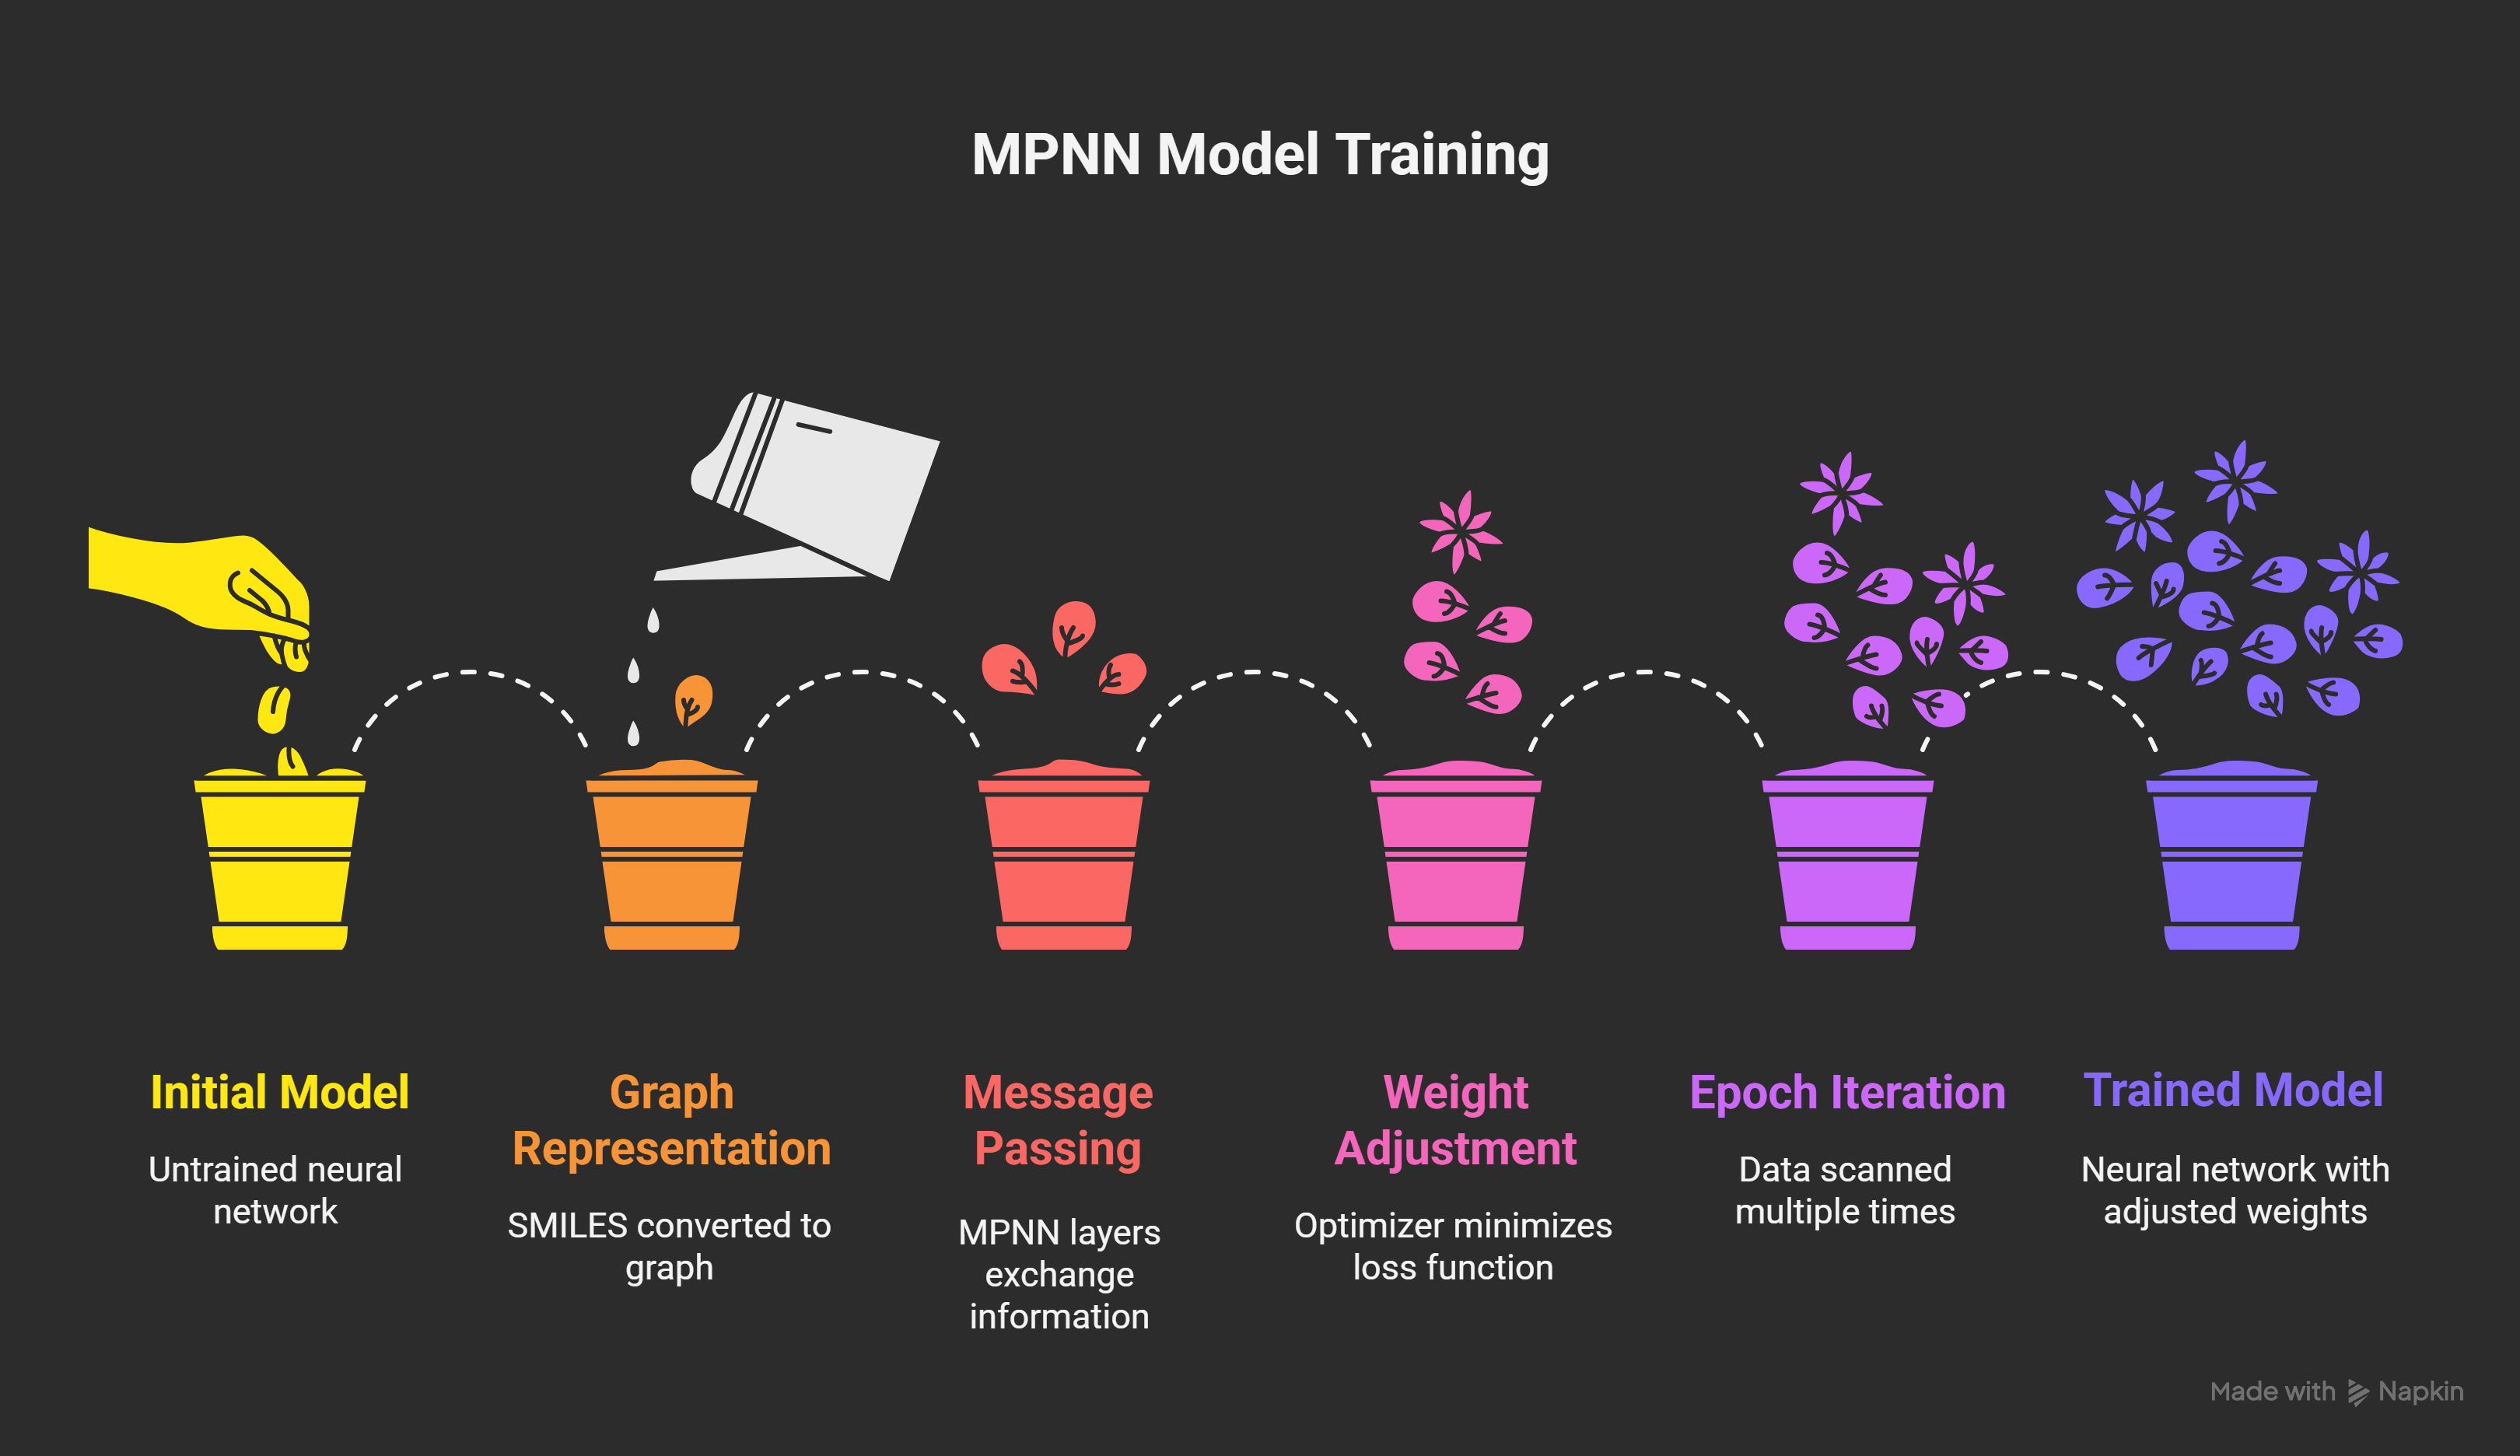 MPNN Model Training
Initial Model
Untrained neural
network
Graph
Representation
SMILES converted to
graph
Message
Passing
MPNN layers
exchange
information
Weight
Adjustment
Optimizer minimizes
loss function
Epoch Iteration
Data scanned
multiple times
Trained Model
Neural network with
adjusted weights
Made with Napkin